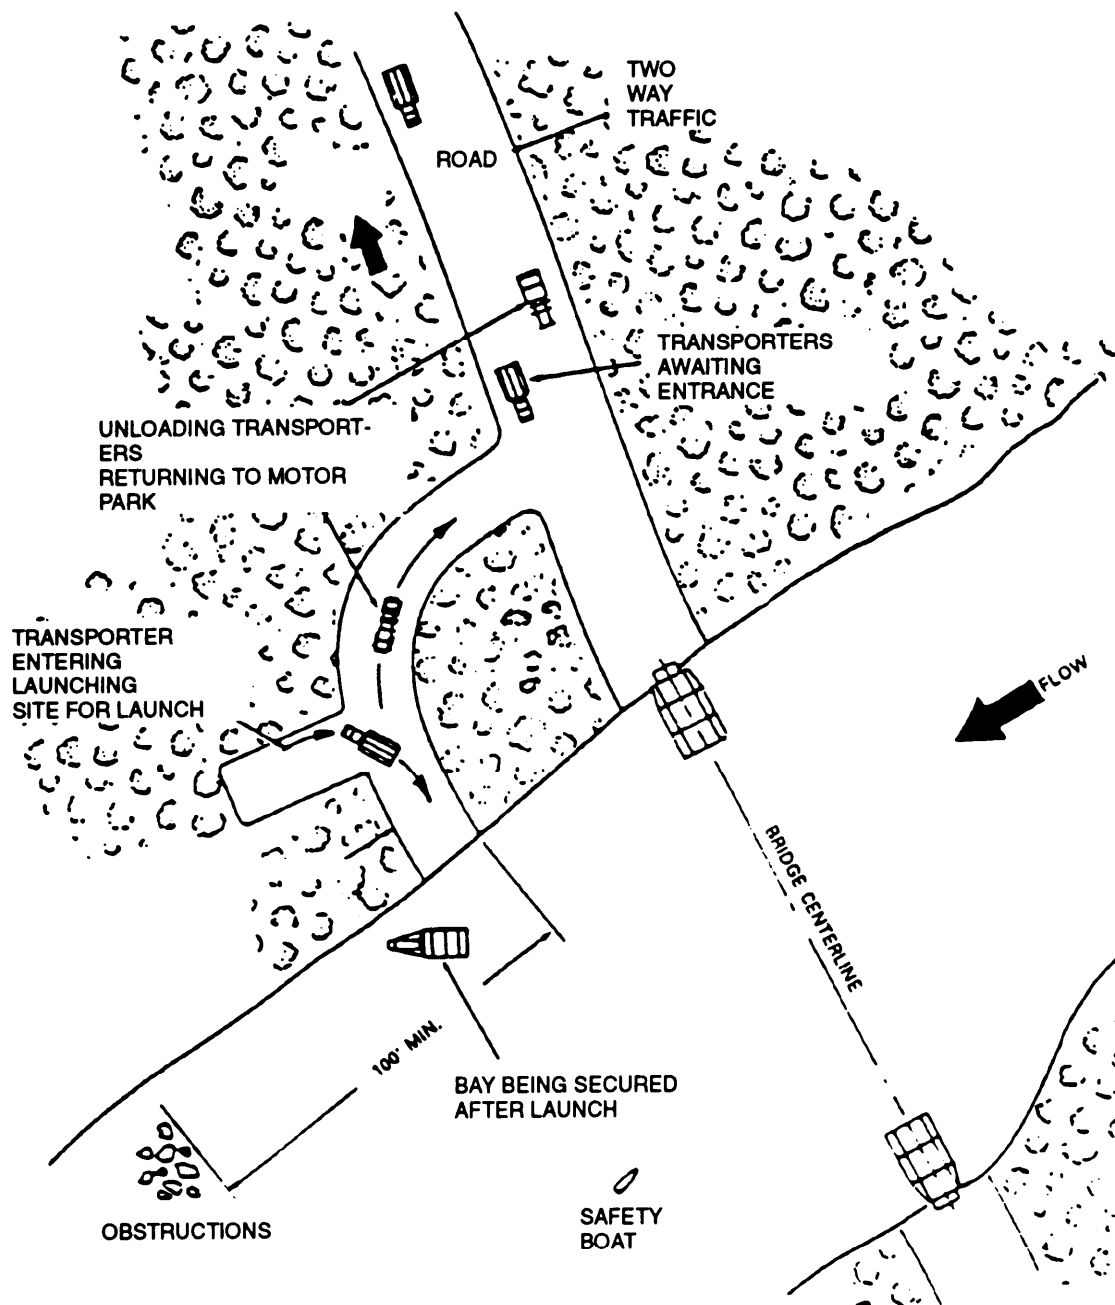 TWO
WAY
TRAFFIC
ROAD
TRANSPORTERS
AWAITING
ENTRANCE
UNLOADING TRANSPORT-
ERS
RETURNING TO MOTOR
PARK
TRANSPORTER
ENTERING
LAUNCHING
SITE FOR LAUNCH
FLOW
BRIDGE CENTERLINE
100' MIN.
BAY BEING SECURED
AFTER LAUNCH
OBSTRUCTIONS
SAFETY
BOAT